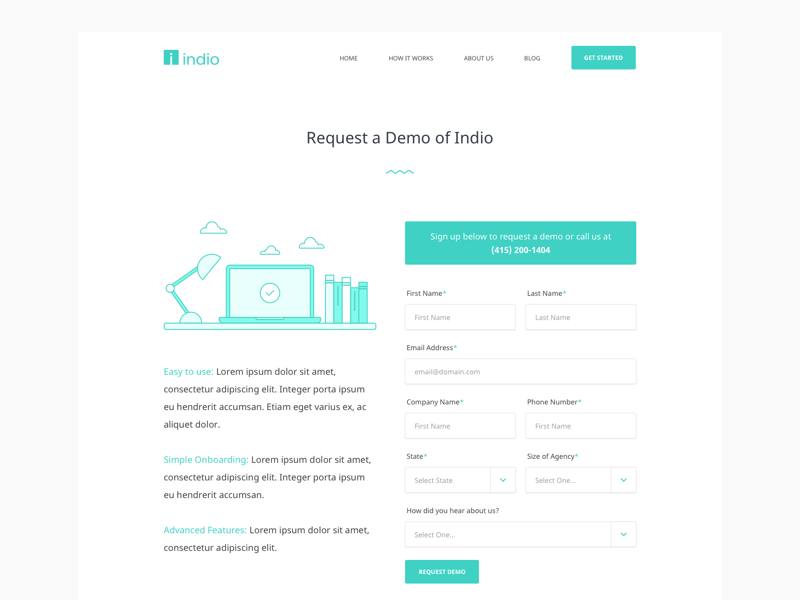 i indio
HOME HOW IT WORKS ABOUT US BLOG GET STARTED
Request a Demo of Indio
Easy to use: Lorem ipsum dolor sit amet,
consectetur adipiscing elit. Integer porta ipsum
eu hendrerit accumsan. Etiam eget varius ex, ac
aliquet dolor.
Simple Onboarding: Lorem ipsum dolor sit amet,
consectetur adipiscing elit. Integer porta ipsum
eu hendrerit accumsan.
Advanced Features: Lorem ipsum dolor sit amet,
consectetur adipiscing elit.
Sign up below to request a demo or call us at
(415) 200-1404
First Name* Last Name*
First Name Last Name
Email Address*
email@domain.com
Company Name* Phone Number*
First Name First Name
State* Size of Agency*
Select State Select One...
How did you hear about us?
Select One...
REQUEST DEMO